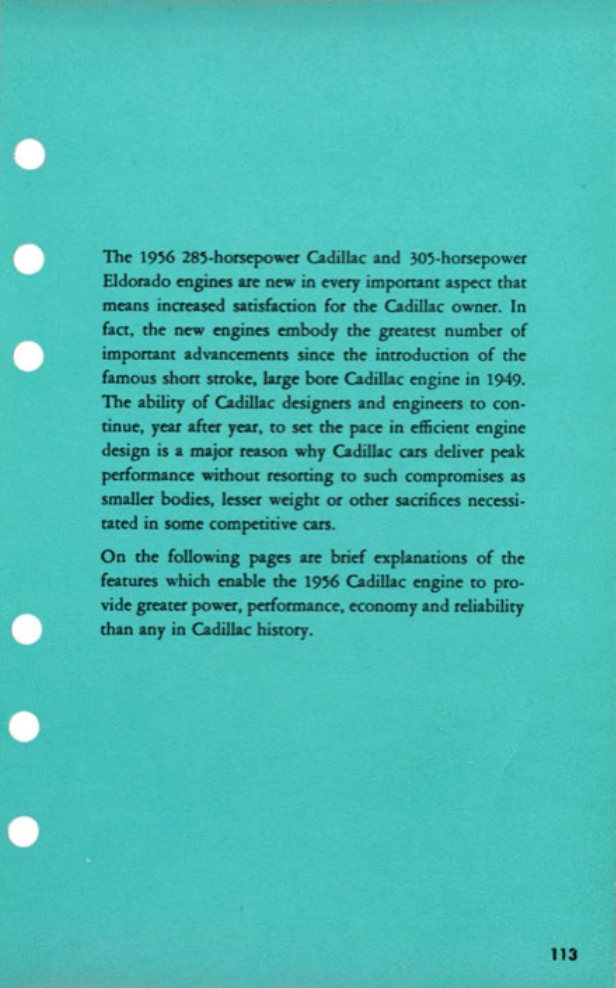 The 1956 285-horsepower Cadillac and 305-horsepower
Eldorado engines are new in every important aspect that
means increased satisfaction for the Cadillac owner. In
fact, the new engines embody the greatest number of
important advancements since the introduction of the
famous short stroke, large bore Cadillac engine in 1949.
The ability of Cadillac designers and engineers to con-
tinue, year after year, to set the pace in efficient engine
design is a major reason why Cadillac cars deliver peak
performance without resorting to such compromises as
smaller bodies, lesser weight or other sacrifices necessi-
tated in some competitive cars.
On the following pages are brief explanations of the
features which enable the 1956 Cadillac engine to pro-
vide greater power, performance, economy and reliability
than any in Cadillac history.
113